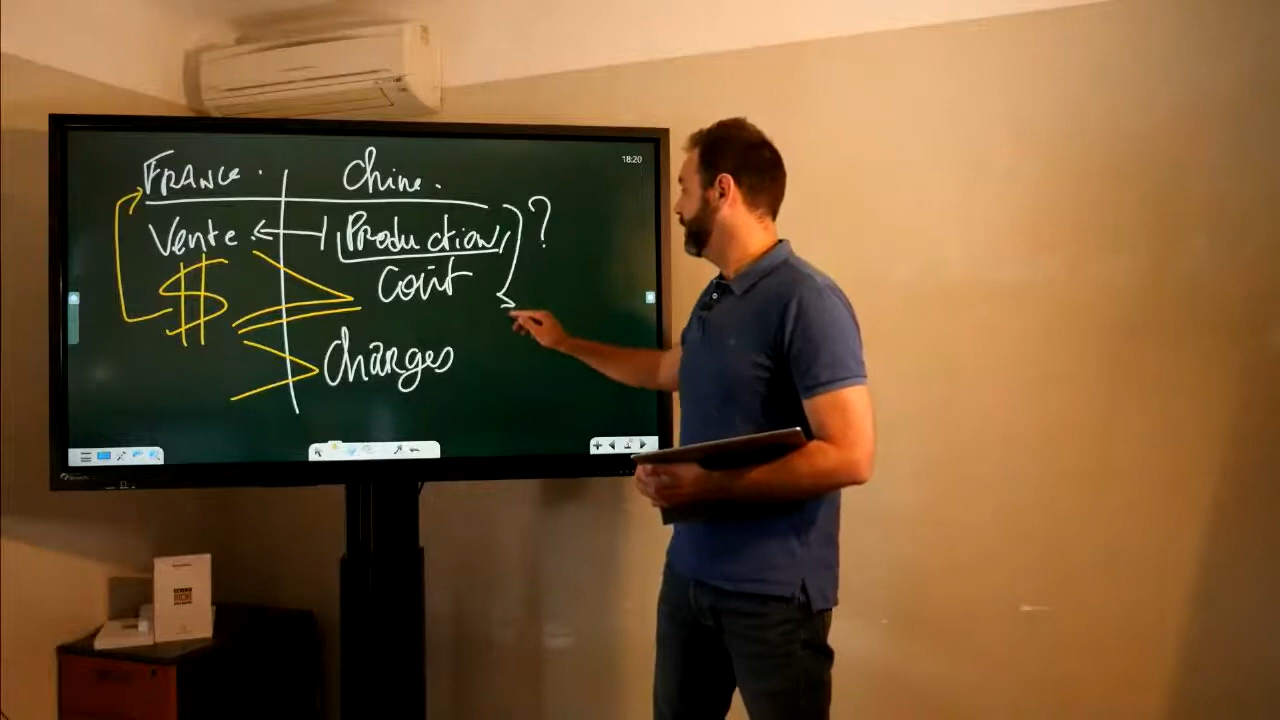 18:20
FRANCE. Chine.
Vente. Production ?
$ Coût
Charges